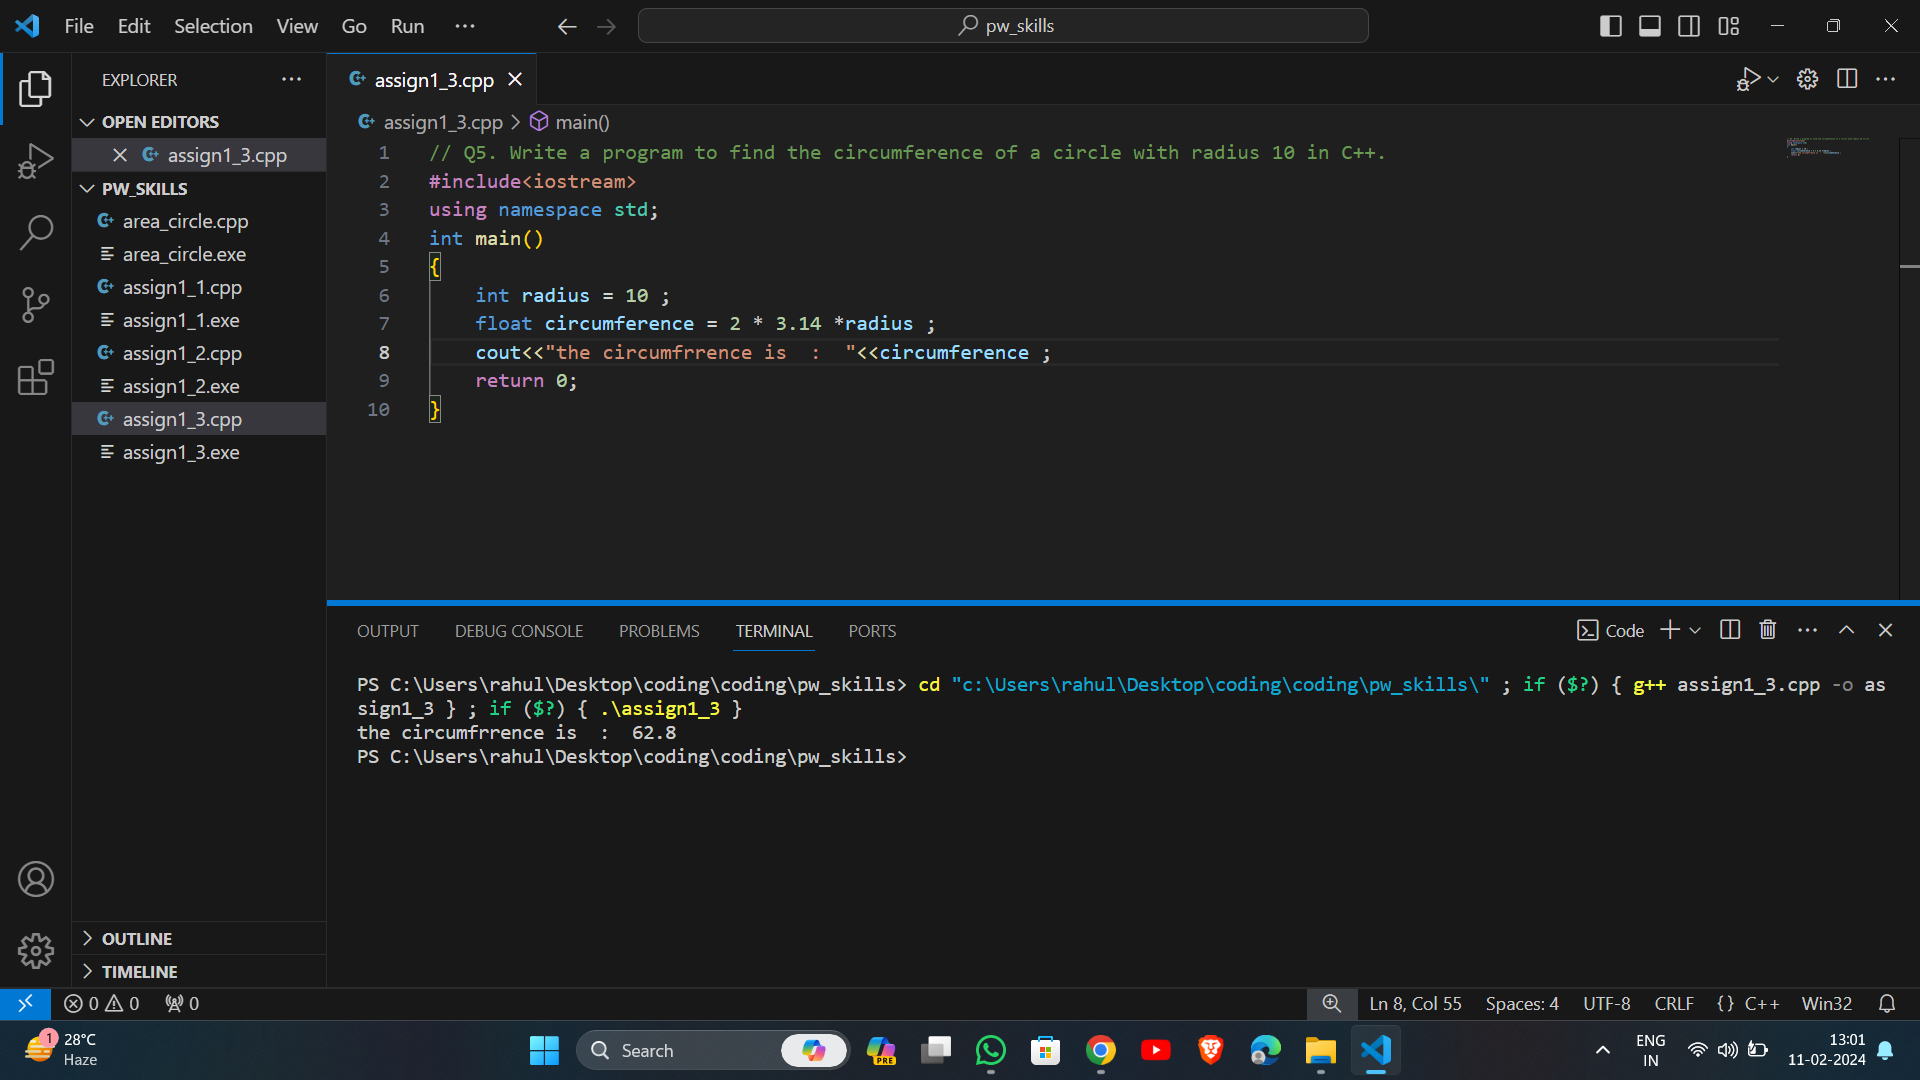 File Edit Selection View Go Run ··· pw_skills
EXPLORER ···
OPEN EDITORS
assign1_3.cpp
PW_SKILLS
area_circle.cpp
area_circle.exe
assign1_1.cpp
assign1_1.exe
assign1_2.cpp
assign1_2.exe
assign1_3.cpp
assign1_3.exe
OUTLINE
TIMELINE
assign1_3.cpp
assign1_3.cpp > main()
1 // Q5. Write a program to find the circumference of a circle with radius 10 in C++.
2 #include<iostream>
3 using namespace std;
4 int main()
5 {
6 int radius = 10 ;
7 float circumference = 2 * 3.14 *radius ;
8 cout<<"the circumfrrence is  :  "<<circumference ;
9 return 0;
10 }
OUTPUT DEBUG CONSOLE PROBLEMS TERMINAL PORTS Code
PS C:\Users\rahul\Desktop\coding\coding\pw_skills> cd "c:\Users\rahul\Desktop\coding\coding\pw_skills\" ; if ($?) { g++ assign1_3.cpp -o as
sign1_3 } ; if ($?) { .\assign1_3 }
the circumfrrence is  :  62.8
PS C:\Users\rahul\Desktop\coding\coding\pw_skills>
0 0 0 Ln 8, Col 55 Spaces: 4 UTF-8 CRLF {} C++ Win32
1 28°C
Haze
Search
PRE
ENG
IN
13:01
11-02-2024